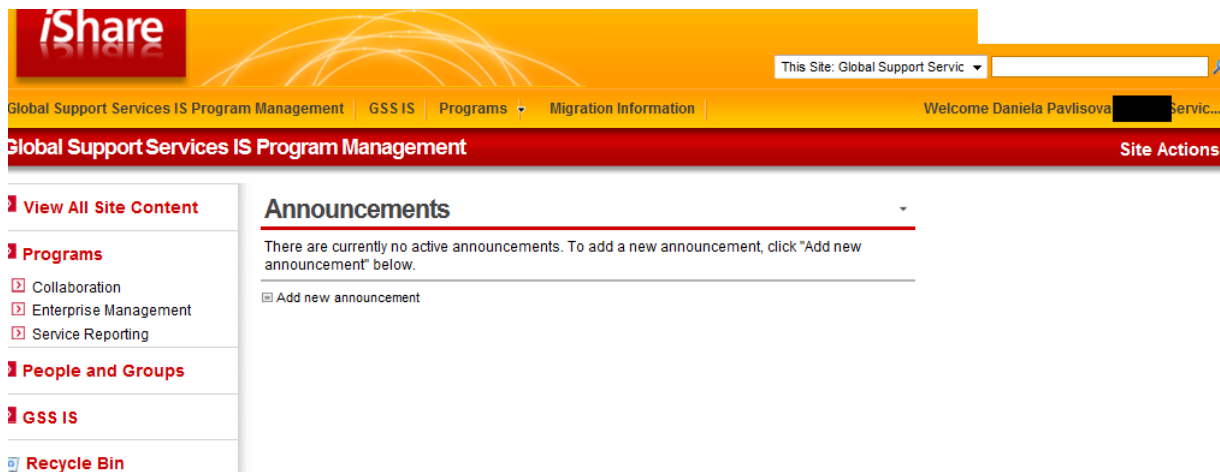 iShare
This Site: Global Support Servic
Global Support Services IS Program Management GSS IS Programs Migration Information Welcome Daniela Pavlisova Servic...
Global Support Services IS Program Management Site Actions
View All Site Content
Programs
Collaboration
Enterprise Management
Service Reporting
People and Groups
GSS IS
Recycle Bin
Announcements
There are currently no active announcements. To add a new announcement, click "Add new
announcement" below.
Add new announcement